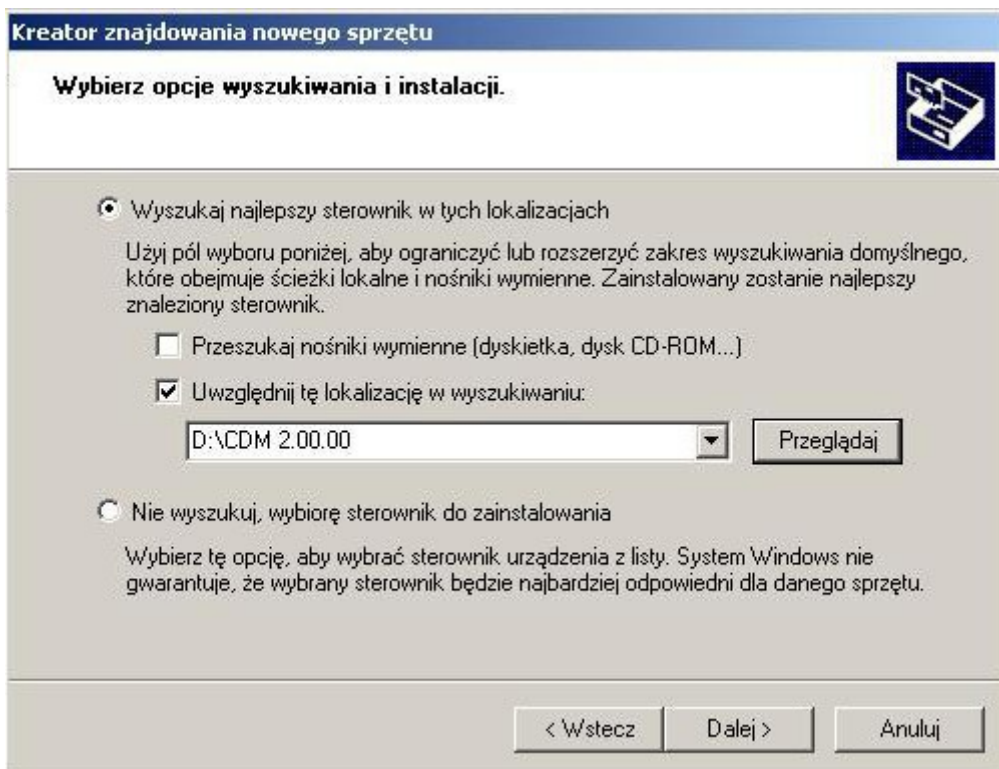 Kreator znajdowania nowego sprzętu
Wybierz opcje wyszukiwania i instalacji.
Wyszukaj najlepszy sterownik w tych lokalizacjach
Użyj pól wyboru poniżej, aby ograniczyć lub rozszerzyć zakres wyszukiwania domyślnego,
które obejmuje ścieżki lokalne i nośniki wymienne. Zainstalowany zostanie najlepszy
znaleziony sterownik.
Przeszukaj nośniki wymienne (dyskietka, dysk CD-ROM...)
Uwzględnij tę lokalizację w wyszukiwaniu:
D:\CDM 2.00.00
Przeglądaj
Nie wyszukuj, wybiorę sterownik do zainstalowania
Wybierz tę opcję, aby wybrać sterownik urządzenia z listy. System Windows nie
gwarantuje, że wybrany sterownik będzie najbardziej odpowiedni dla danego sprzętu.
< Wstecz
Dalej >
Anuluj